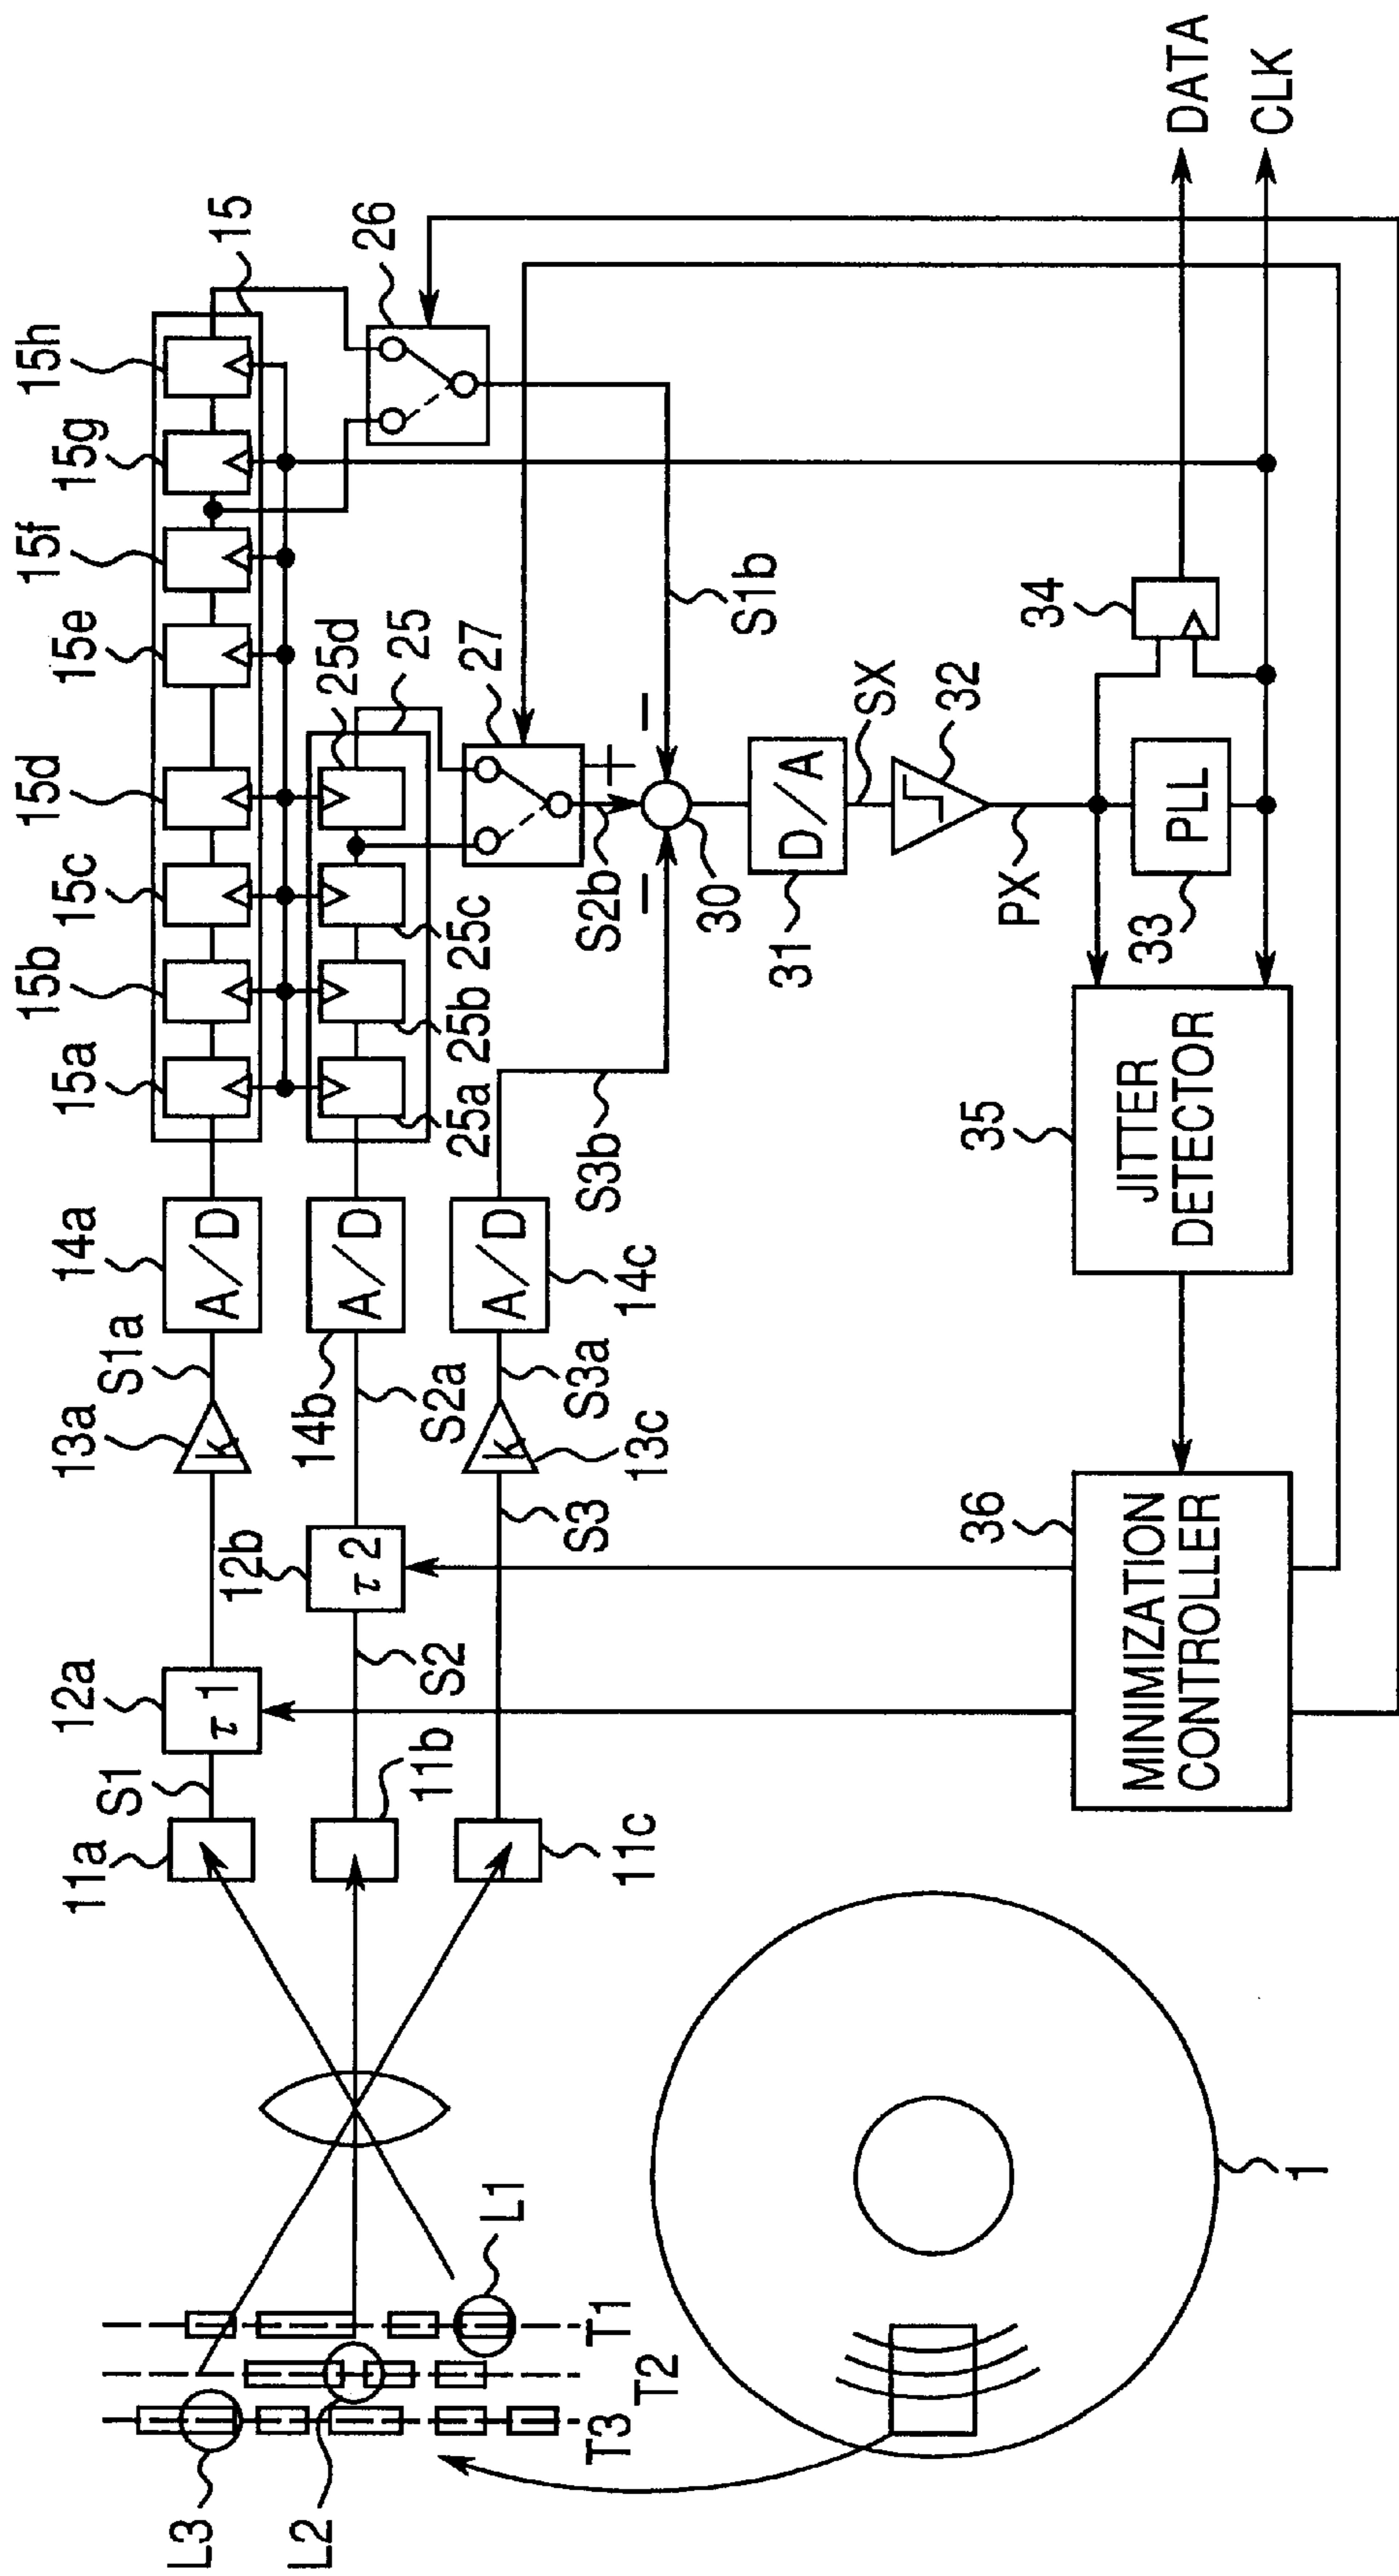 15a
15b
15c
15d
15e
15f
15g
15h
15
26
11a
S1
12a
τ1
13a
k
S1a
14a
A/D
25d
25
27
11b
S2
12b
τ2
14b
S2a
A/D
25a
25b
25c
11c
S3
13c
k
S3a
14c
A/D
S3b
S2b
+
−
−
S1b
30
31
D/A
SX
32
PX
33
PLL
34
DATA
CLK
35
JITTER
DETECTOR
36
MINIMIZATION
CONTROLLER
L3
L2
L1
T3
T2
T1
1